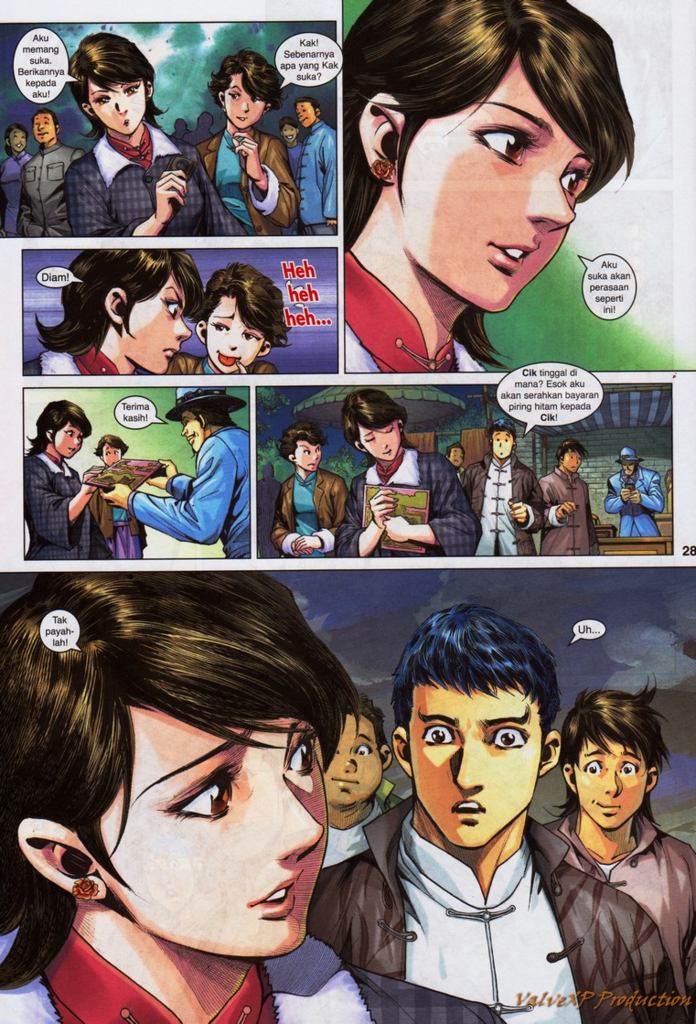 Aku
memang
suka.
Berikannya
kepada
aku!
Kak!
Sebenarnya
apa yang Kak
suka?
Aku
suka akan
perasaan
seperti
ini!
Diam!
Heh
heh
heh...
Terima
kasih!
Cik tinggal di
mana? Esok aku
akan serahkan bayaran
piring hitam kepada
Cik!
28
Tak
payah-
lah!
Uh...
ValveXP Production